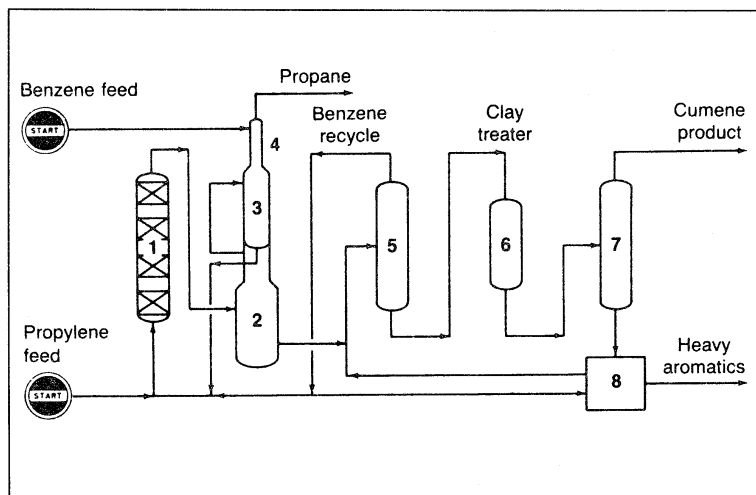 Benzene feed
START
Propane
Benzene
recycle
Clay
treater
Cumene
product
4
3
1
5
6
7
2
Propylene
feed
START
8
Heavy
aromatics